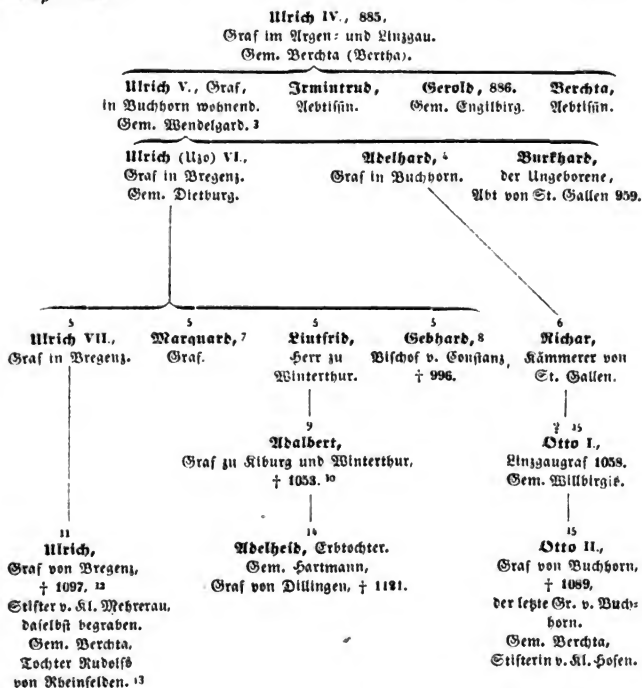 Ulrich IV., 885,
Graf im Argen- und Linzgau.
Gem. Berchta (Bertha).
Ulrich V., Graf,
in Buchhorn wohnend.
Gem. Wendelgard. 3
Irmintrud,
Aebtissin.
Gerold, 886.
Gem. Engilbirg.
Berchta,
Aebtissin.
Ulrich (Uzo) VI.,
Graf in Bregenz.
Gem. Dietburg.
Adelhard, 4
Graf in Buchhorn.
Burkhard,
der Ungeborene,
Abt von St. Gallen 959.
5
Ulrich VII.,
Graf in Bregenz.
5
Marquard, 7
Graf.
5
Liutfrid,
Herr zu
Winterthur.
5
Gebhard, 8
Bischof v. Constanz,
† 996.
6
Richar,
Kämmerer von
St. Gallen.
9
Adalbert,
Graf zu Kiburg und Winterthur,
† 1053. 10
? 15
Otto I.,
Linzgaugraf 1058.
Gem. Willbirgis.
11
Ulrich,
Graf von Bregenz,
† 1097, 12
Stifter v. Kl. Mehrerau,
daselbst begraben.
Gem. Berchta,
Tochter Rudolfs
von Rheinfelden. 13
14
Adelheid, Erbtochter.
Gem. Hartmann,
Graf von Dillingen, † 1121.
15
Otto II.,
Graf von Buchhorn,
† 1089,
der letzte Gr. v. Buch-
horn.
Gem. Berchta,
Stifterin v. Kl. Hofen.